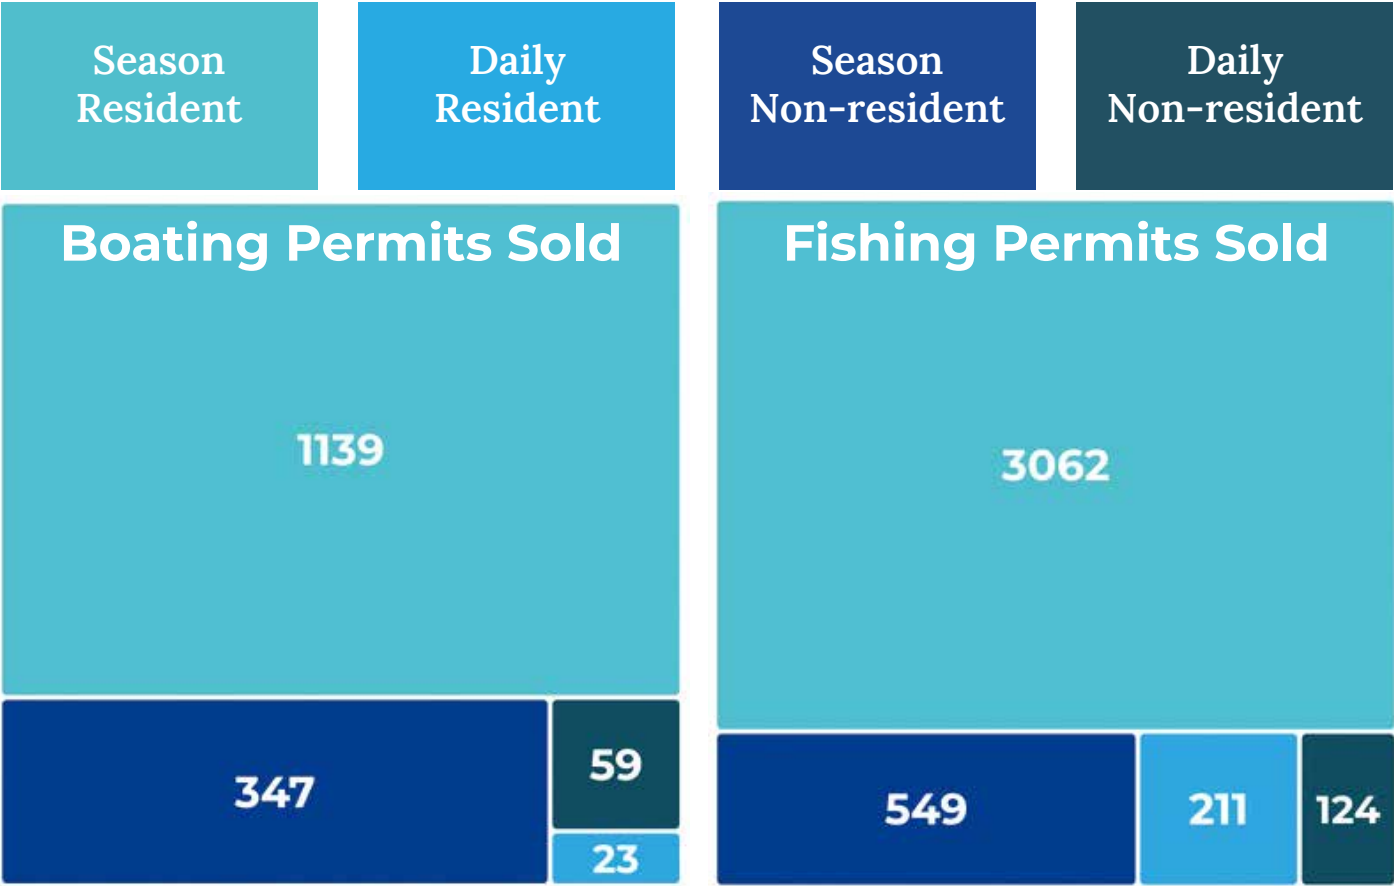 Season
Resident
Daily
Resident
Season
Non-resident
Daily
Non-resident
Boating Permits Sold
1139
347
59
23
Fishing Permits Sold
3062
549
211
124